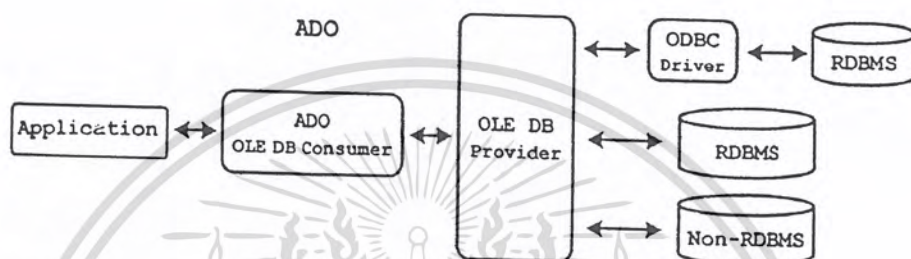 ADO
Application
ADO
OLE DB Consumer
OLE DB
Provider
ODBC
Driver
RDBMS
RDBMS
Non-RDBMS